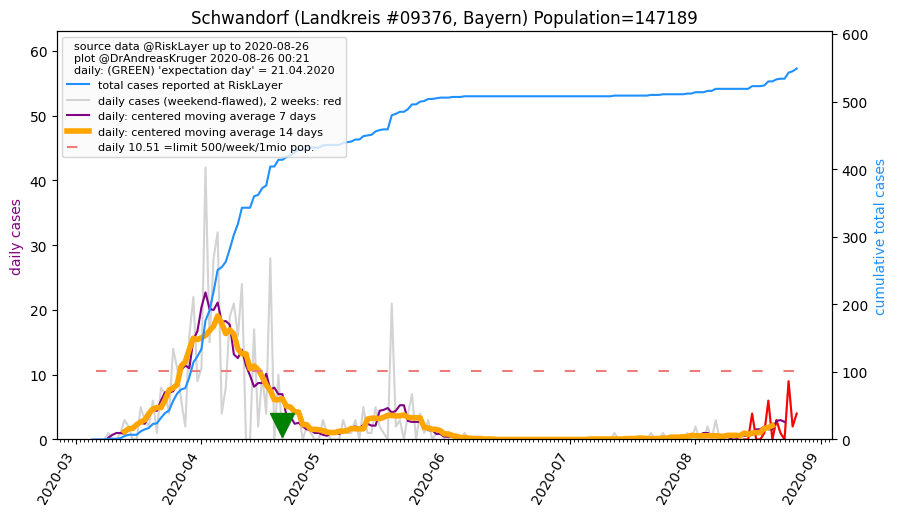 Schwandorf (Landkreis #09376, Bayern) Population=147189
source data @RiskLayer up to 2020-08-26
plot @DrAndreasKruger 2020-08-26 00:21
daily: (GREEN) 'expectation day' = 21.04.2020
total cases reported at RiskLayer
daily cases (weekend-flawed), 2 weeks: red
daily: centered moving average 7 days
daily: centered moving average 14 days
daily 10.51 =limit 500/week/1mio pop.
daily cases
60
50
40
30
20
10
0
cumulative total cases
600
500
400
300
200
100
0
2020-03
2020-04
2020-05
2020-06
2020-07
2020-08
2020-09